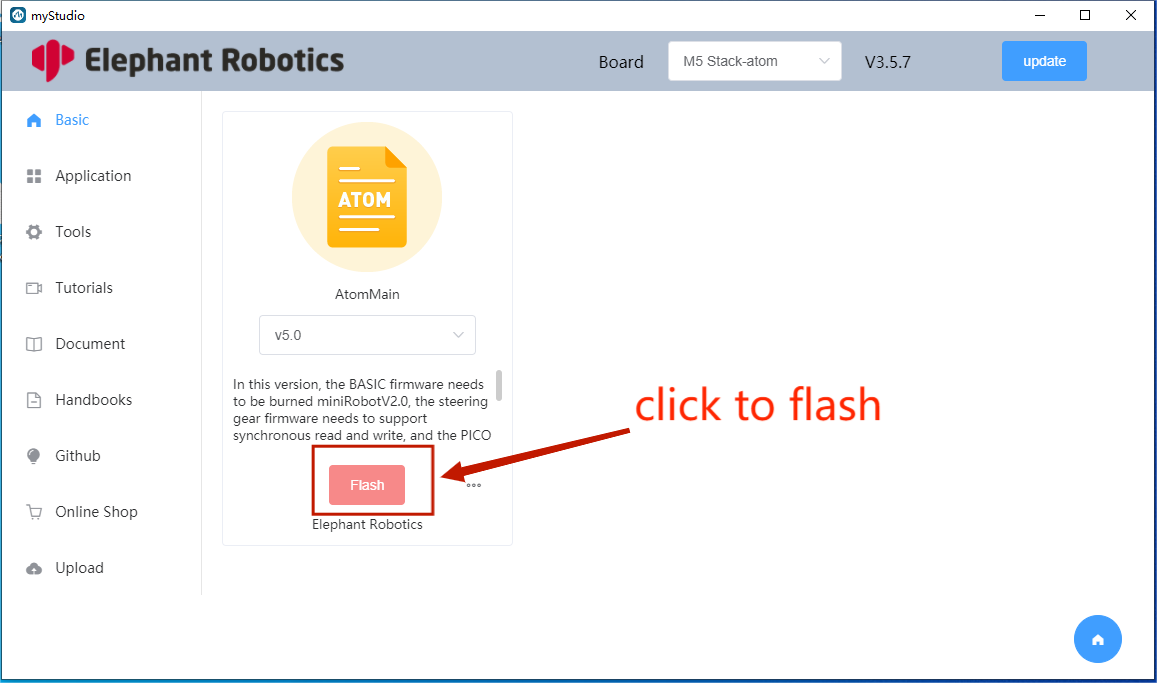 myStudio
Elephant Robotics
Board
M5 Stack-atom
V3.5.7
update
Basic
Application
Tools
Tutorials
Document
Handbooks
Github
Online Shop
Upload
ATOM
AtomMain
v5.0
In this version, the BASIC firmware needs
to be burned miniRobotV2.0, the steering
gear firmware needs to support
synchronous read and write, and the PICO
Flash
Elephant Robotics
click to flash